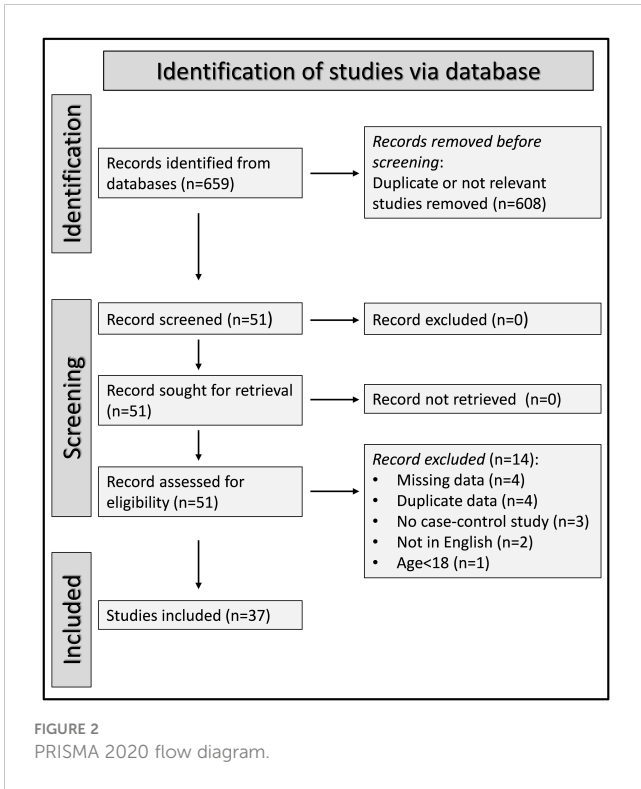 Identification of studies via database
Identification
Records identified from
databases (n=659)
Records removed before
screening:
Duplicate or not relevant
studies removed (n=608)
Screening
Record screened (n=51)
Record excluded (n=0)
Record sought for retrieval
(n=51)
Record not retrieved (n=0)
Record assessed for
eligibility (n=51)
Record excluded (n=14):
• Missing data (n=4)
• Duplicate data (n=4)
• No case-control study (n=3)
• Not in English (n=2)
• Age<18 (n=1)
Included
Studies included (n=37)
FIGURE 2
PRISMA 2020 flow diagram.